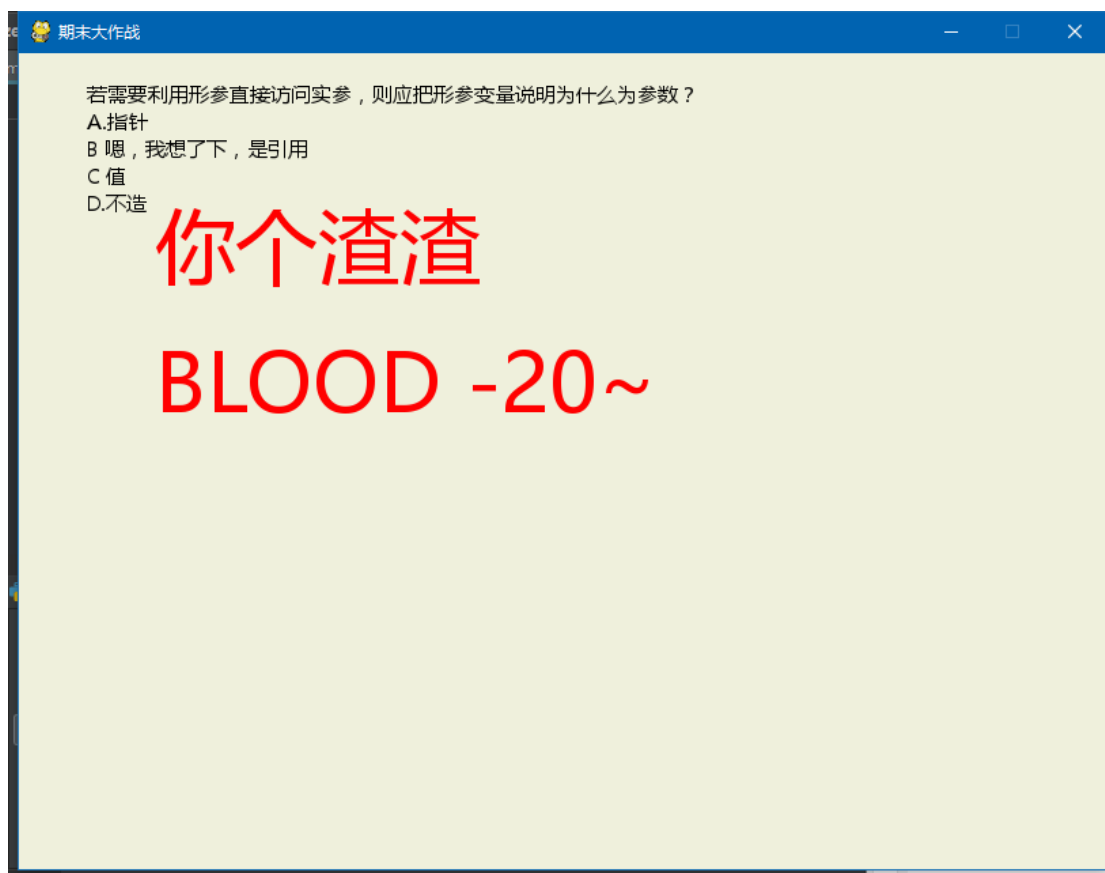 期末大作战
若需要利用形参直接访问实参，则应把形参变量说明为什么为参数？
A.指针
B 嗯，我想了下，是引用
C 值
D.不造
你个渣渣
BLOOD -20~